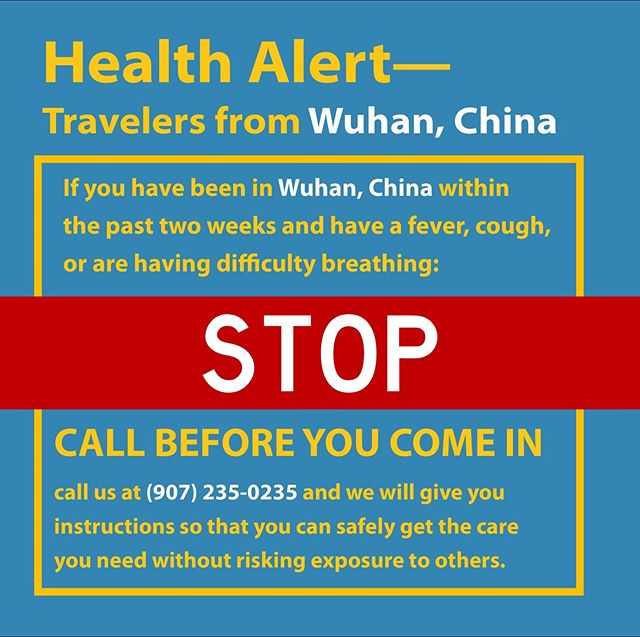 Health Alert—
Travelers from Wuhan, China
If you have been in Wuhan, China within
the past two weeks and have a fever, cough,
or are having difficulty breathing:
STOP
CALL BEFORE YOU COME IN
call us at (907) 235-0235 and we will give you
instructions so that you can safely get the care
you need without risking exposure to others.